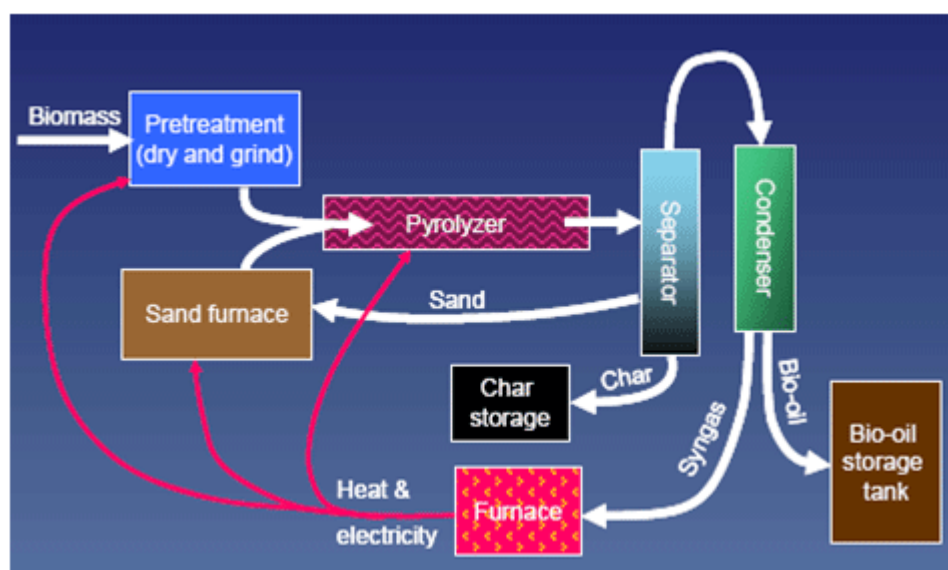 Biomass
Pretreatment
(dry and grind)
Pyrolyzer
Separator
Condenser
Sand furnace
Sand
Char
Char
storage
Syngas
Bio-oil
Bio-oil
storage
tank
Heat &
electricity
Furnace